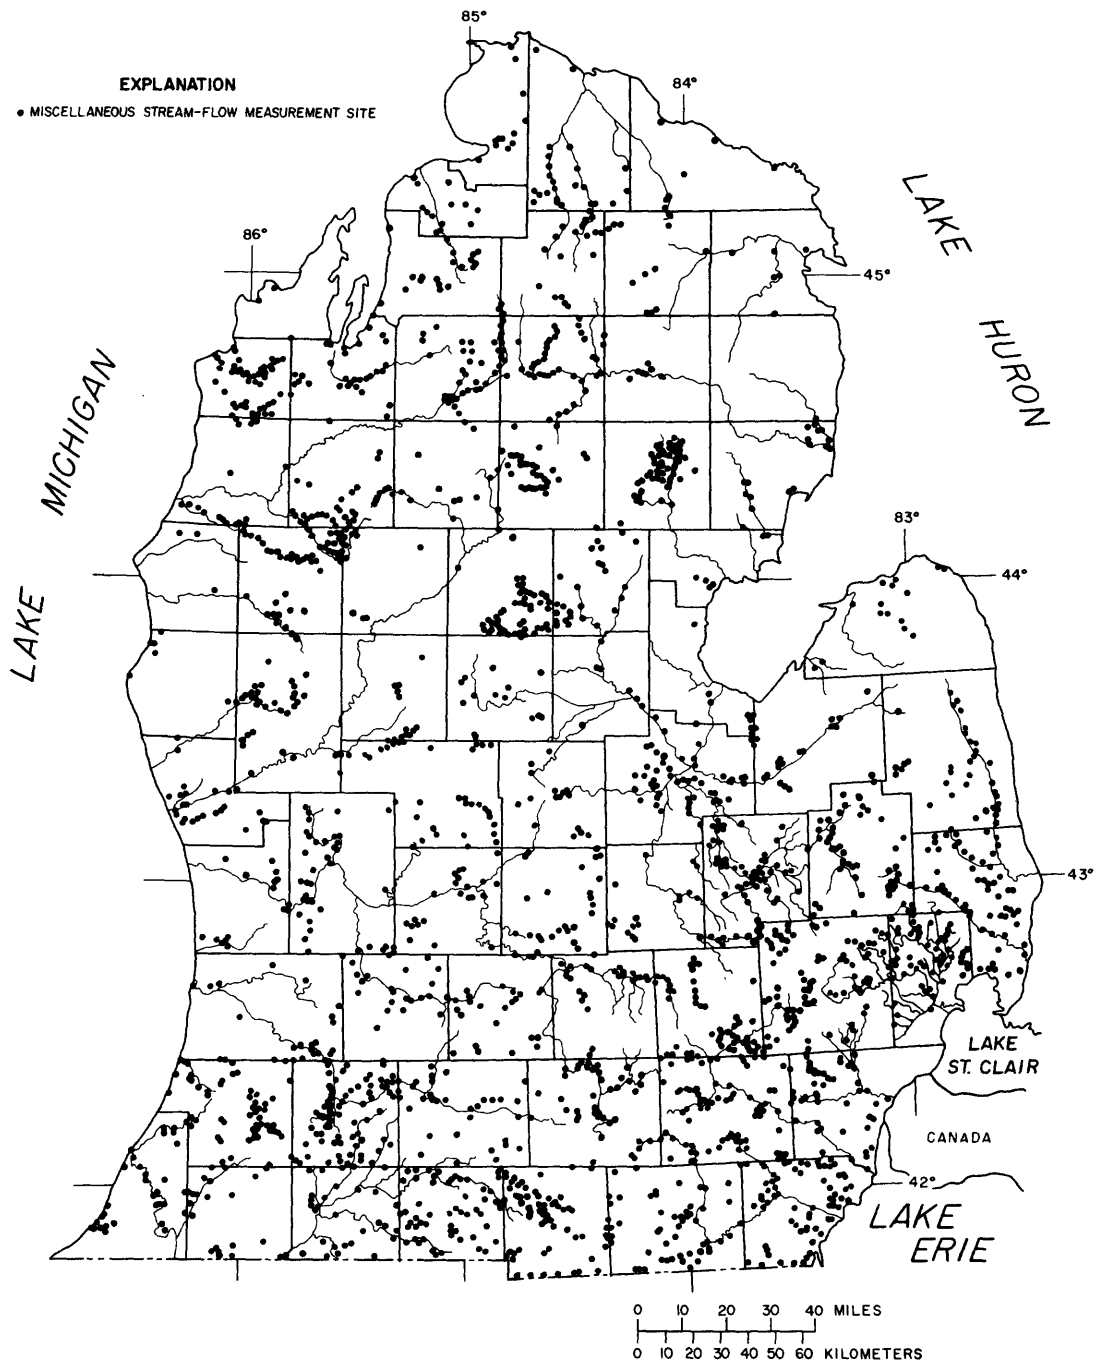 85°
EXPLANATION
• MISCELLANEOUS STREAM-FLOW MEASUREMENT SITE
84°
LAKE
86°
45°
HURON
LAKE MICHIGAN
83°
44°
43°
LAKE
ST. CLAIR
CANADA
42°
LAKE
ERIE
0 10 20 30 40 MILES
0 10 20 30 40 50 60 KILOMETERS